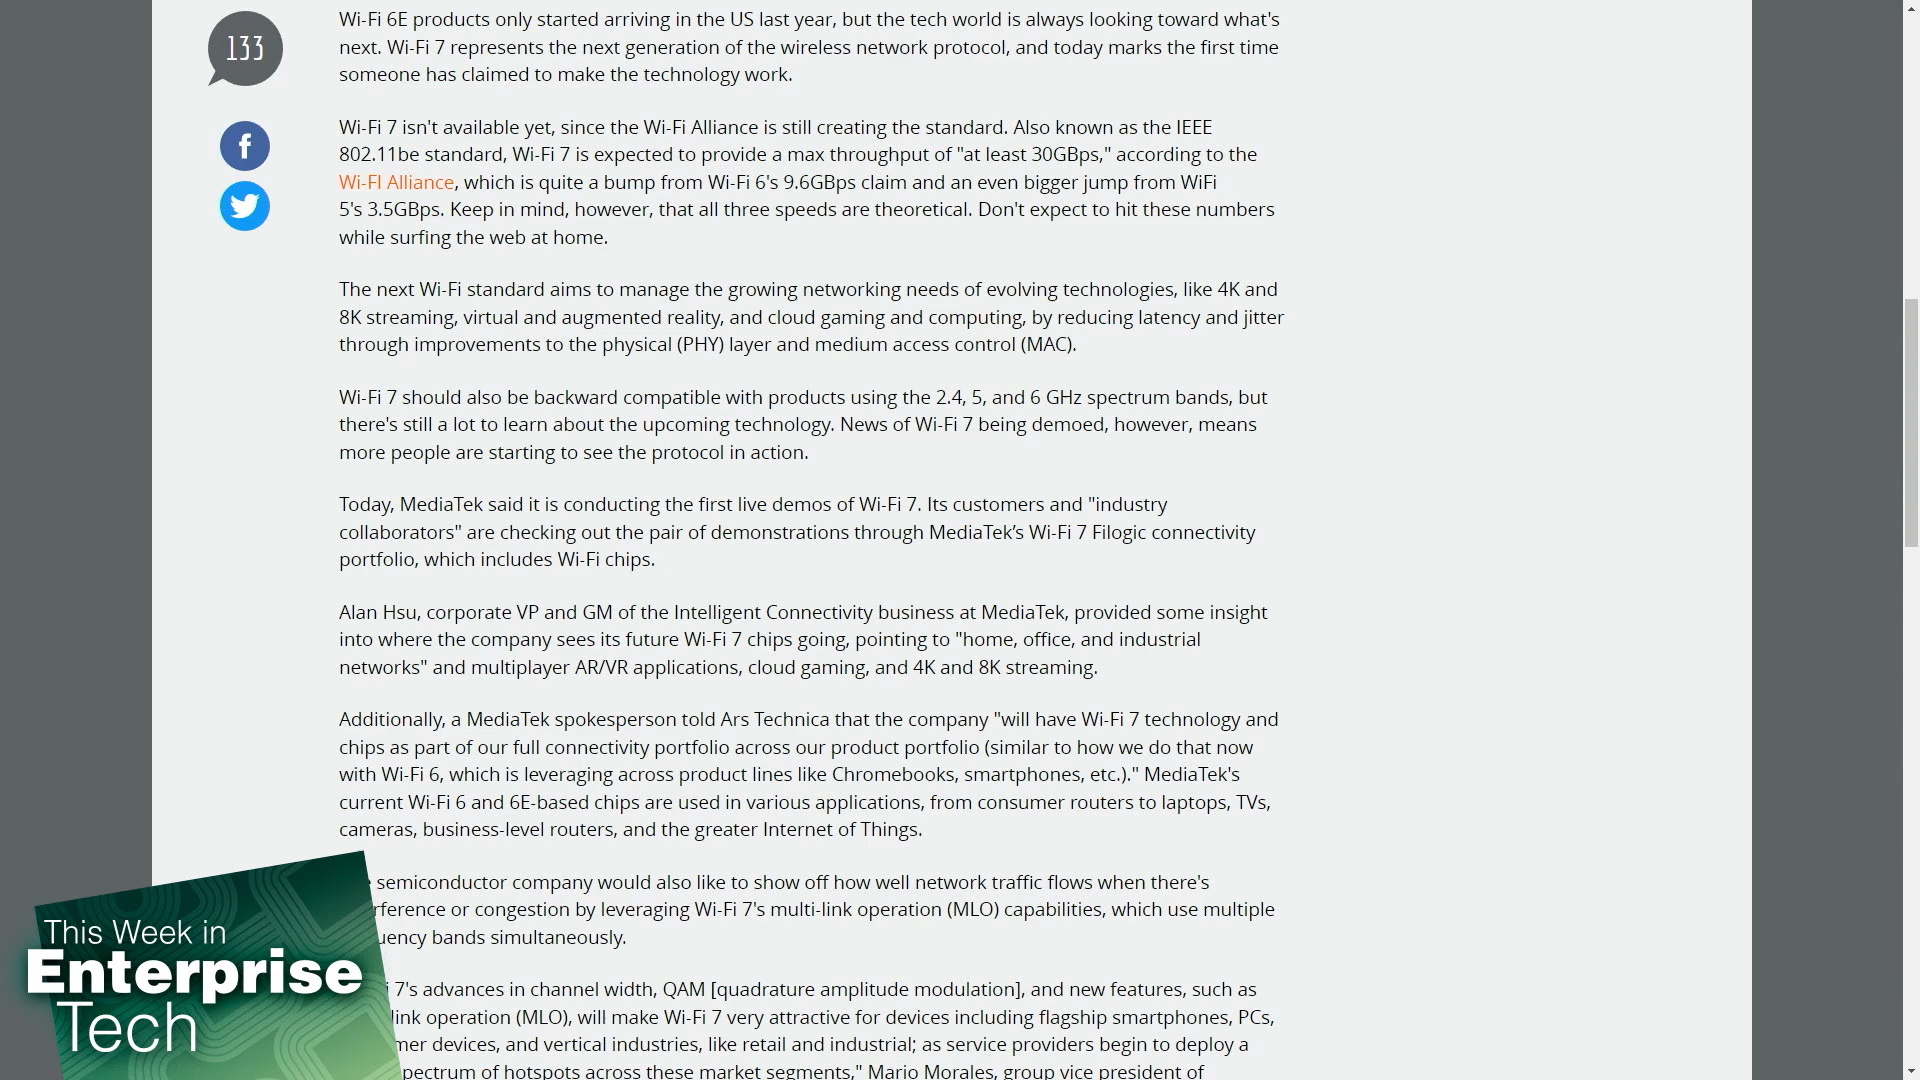 133
Wi-Fi 6E products only started arriving in the US last year, but the tech world is always looking toward what's
next. Wi-Fi 7 represents the next generation of the wireless network protocol, and today marks the first time
someone has claimed to make the technology work.
Wi-Fi 7 isn't available yet, since the Wi-Fi Alliance is still creating the standard. Also known as the IEEE
802.11be standard, Wi-Fi 7 is expected to provide a max throughput of "at least 30GBps," according to the
Wi-FI Alliance, which is quite a bump from Wi-Fi 6's 9.6GBps claim and an even bigger jump from WiFi
5's 3.5GBps. Keep in mind, however, that all three speeds are theoretical. Don't expect to hit these numbers
while surfing the web at home.
The next Wi-Fi standard aims to manage the growing networking needs of evolving technologies, like 4K and
8K streaming, virtual and augmented reality, and cloud gaming and computing, by reducing latency and jitter
through improvements to the physical (PHY) layer and medium access control (MAC).
Wi-Fi 7 should also be backward compatible with products using the 2.4, 5, and 6 GHz spectrum bands, but
there's still a lot to learn about the upcoming technology. News of Wi-Fi 7 being demoed, however, means
more people are starting to see the protocol in action.
Today, MediaTek said it is conducting the first live demos of Wi-Fi 7. Its customers and "industry
collaborators" are checking out the pair of demonstrations through MediaTek’s Wi-Fi 7 Filogic connectivity
portfolio, which includes Wi-Fi chips.
Alan Hsu, corporate VP and GM of the Intelligent Connectivity business at MediaTek, provided some insight
into where the company sees its future Wi-Fi 7 chips going, pointing to "home, office, and industrial
networks" and multiplayer AR/VR applications, cloud gaming, and 4K and 8K streaming.
Additionally, a MediaTek spokesperson told Ars Technica that the company "will have Wi-Fi 7 technology and
chips as part of our full connectivity portfolio across our product portfolio (similar to how we do that now
with Wi-Fi 6, which is leveraging across product lines like Chromebooks, smartphones, etc.)." MediaTek's
current Wi-Fi 6 and 6E-based chips are used in various applications, from consumer routers to laptops, TVs,
cameras, business-level routers, and the greater Internet of Things.
semiconductor company would also like to show off how well network traffic flows when there's
rference or congestion by leveraging Wi-Fi 7's multi-link operation (MLO) capabilities, which use multiple
uency bands simultaneously.
i 7's advances in channel width, QAM [quadrature amplitude modulation], and new features, such as
link operation (MLO), will make Wi-Fi 7 very attractive for devices including flagship smartphones, PCs,
mer devices, and vertical industries, like retail and industrial; as service providers begin to deploy a
pectrum of hotspots across these market segments," Mario Morales, group vice president of
This Week in
Enterprise
Tech